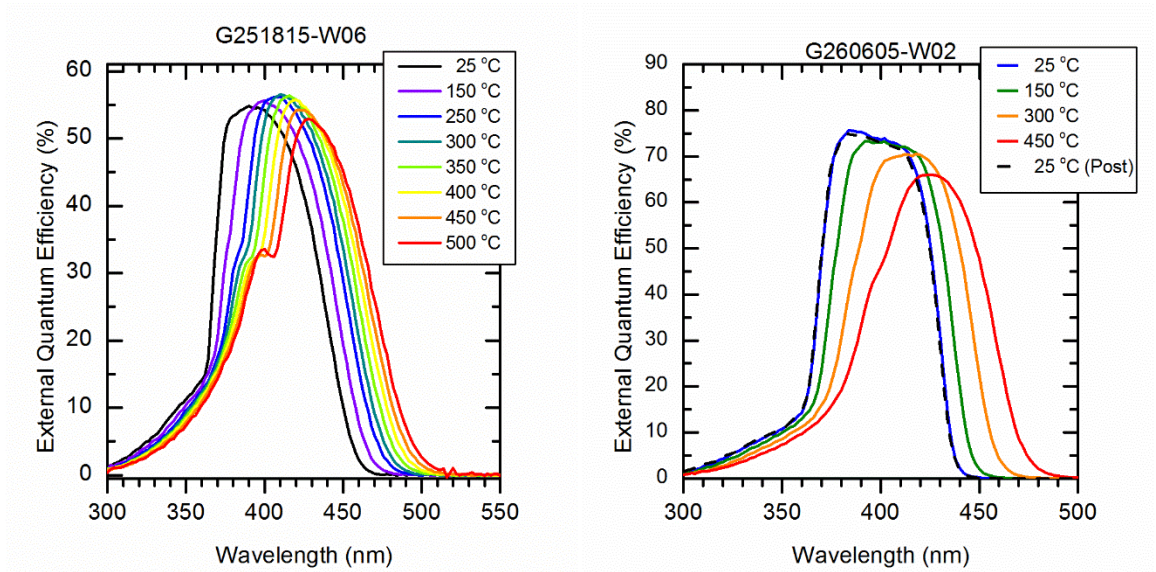 G251815-W06
25 °C
150 °C
250 °C
300 °C
350 °C
400 °C
450 °C
500 °C
60
50
40
30
20
10
0
External Quantum Efficiency (%)
300 350 400 450 500 550
Wavelength (nm)
G260605-W02
25 °C
150 °C
300 °C
450 °C
25 °C (Post)
90
80
70
60
50
40
30
20
10
0
External Quantum Efficiency (%)
300 350 400 450 500
Wavelength (nm)